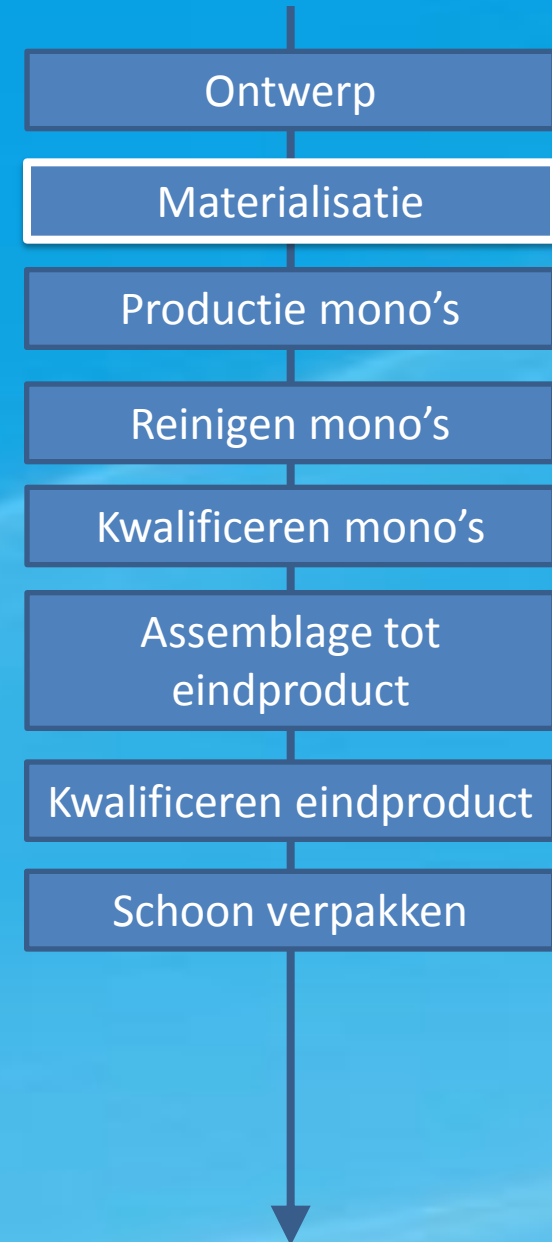 Ontwerp
Materialisatie
Productie mono’s
Reinigen mono’s
Kwalificeren mono’s
Assemblage tot
eindproduct
Kwalificeren eindproduct
Schoon verpakken